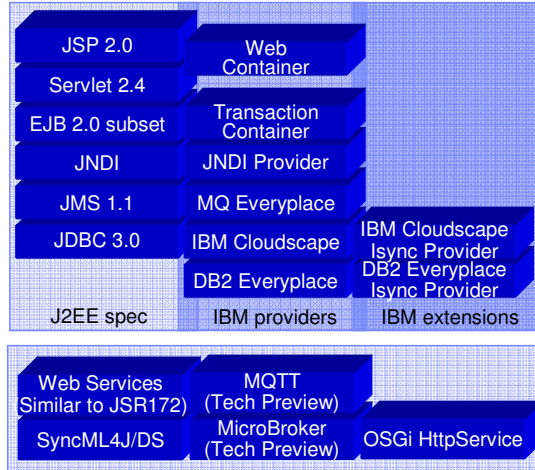 JSP 2.0
Web
Container
Servlet 2.4
EJB 2.0 subset
Transaction
Container
JNDI
JNDI Provider
JMS 1.1
MQ Everyplace
JDBC 3.0
IBM Cloudscape
IBM Cloudscape
Isync Provider
DB2 Everyplace
DB2 Everyplace
Isync Provider
J2EE spec
IBM providers
IBM extensions
Web Services
(Similar to JSR172)
MQTT
(Tech Preview)
SyncML4J/DS
MicroBroker
(Tech Preview)
OSGi HttpService